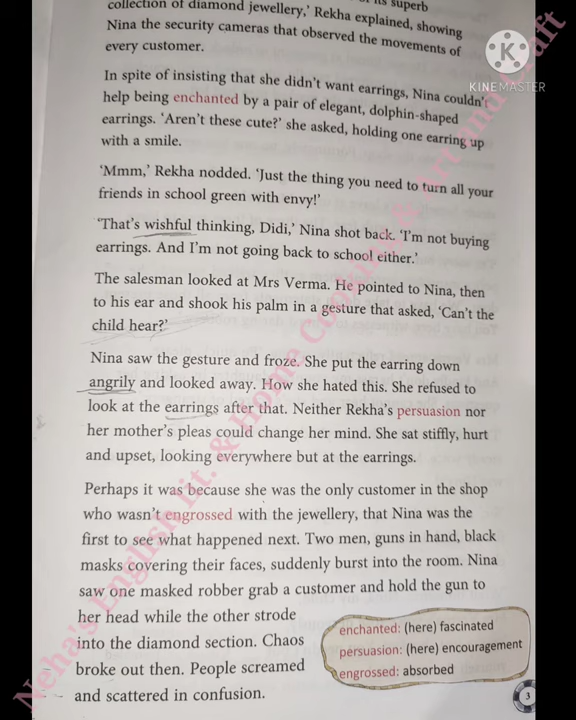 collection of diamond jewellery,' Rekha explained, showing
Nina the security cameras that observed the movements of
every customer.
In spite of insisting that she didn't want earrings, Nina couldn't
help being enchanted by a pair of elegant, dolphin-shaped
earrings. 'Aren't these cute?' she asked, holding one earring up
with a smile.
'Mmm,' Rekha nodded. 'Just the thing you need to turn all your
friends in school green with envy!'
'That's wishful thinking, Didi,' Nina shot back. 'I'm not buying
earrings. And I'm not going back to school either.'
The salesman looked at Mrs Verma. He pointed to Nina, then
to his ear and shook his palm in a gesture that asked, 'Can't the
child hear?'
Nina saw the gesture and froze. She put the earring down
angrily and looked away. How she hated this. She refused to
look at the earrings after that. Neither Rekha's persuasion nor
her mother's pleas could change her mind. She sat stiffly, hurt
and upset, looking everywhere but at the earrings.
Perhaps it was because she was the only customer in the shop
who wasn't engrossed with the jewellery, that Nina was the
first to see what happened next. Two men, guns in hand, black
masks covering their faces, suddenly burst into the room. Nina
saw one masked robber grab a customer and hold the gun to
her head while the other strode
into the diamond section. Chaos
broke out then. People screamed
and scattered in confusion.
enchanted: (here) fascinated
persuasion: (here) encouragement
engrossed: absorbed
3
K
KINEMASTER
Neha's English Lit. & Home Cooking & Art and Craft